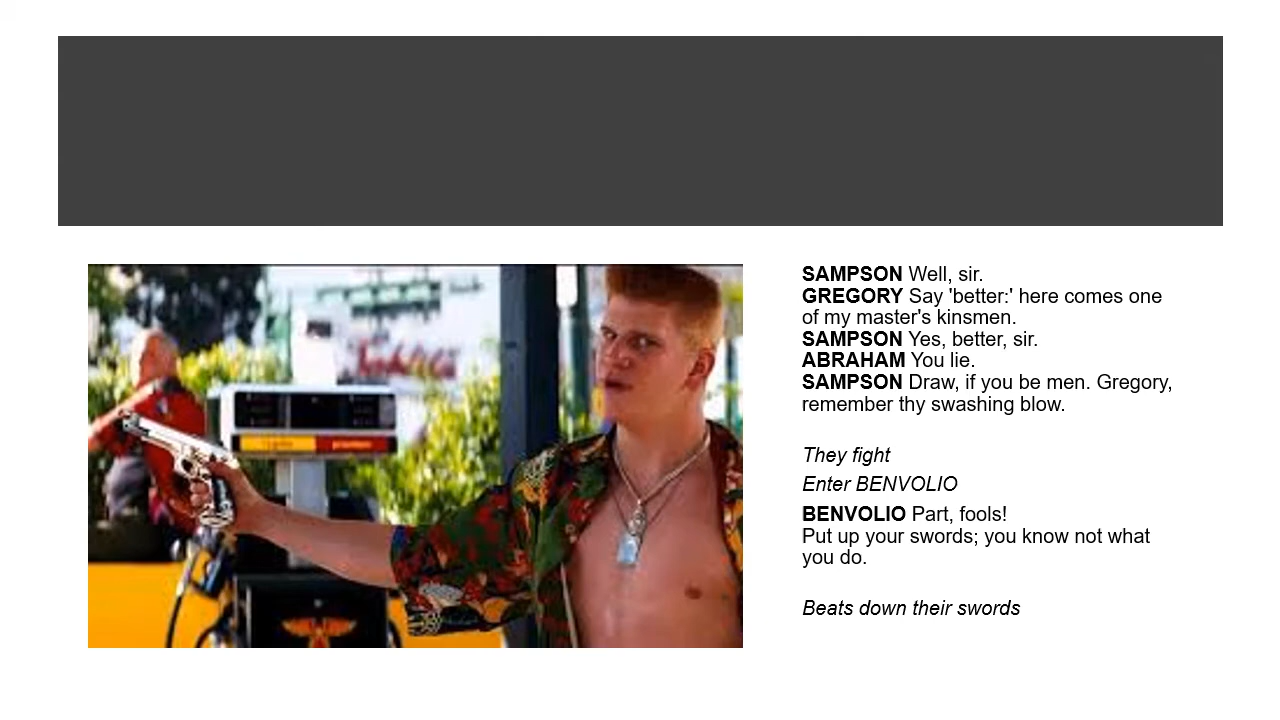 SAMPSON Well, sir.
GREGORY Say 'better:' here comes one
of my master's kinsmen.
SAMPSON Yes, better, sir.
ABRAHAM You lie.
SAMPSON Draw, if you be men. Gregory,
remember thy swashing blow.
They fight
Enter BENVOLIO
BENVOLIO Part, fools!
Put up your swords; you know not what
you do.
Beats down their swords